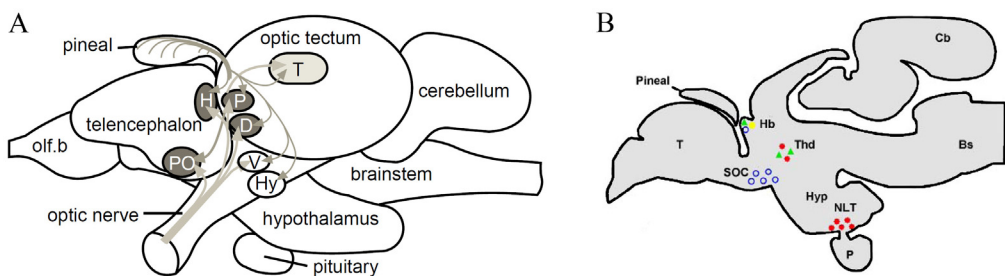 A
pineal
optic tectum
T
H
P
D
cerebellum
telencephalon
olf.b
PO
V
Hy
brainstem
optic nerve
hypothalamus
pituitary
B
Cb
Pineal
Hb
T
Thd
Bs
SOC
Hyp
NLT
P